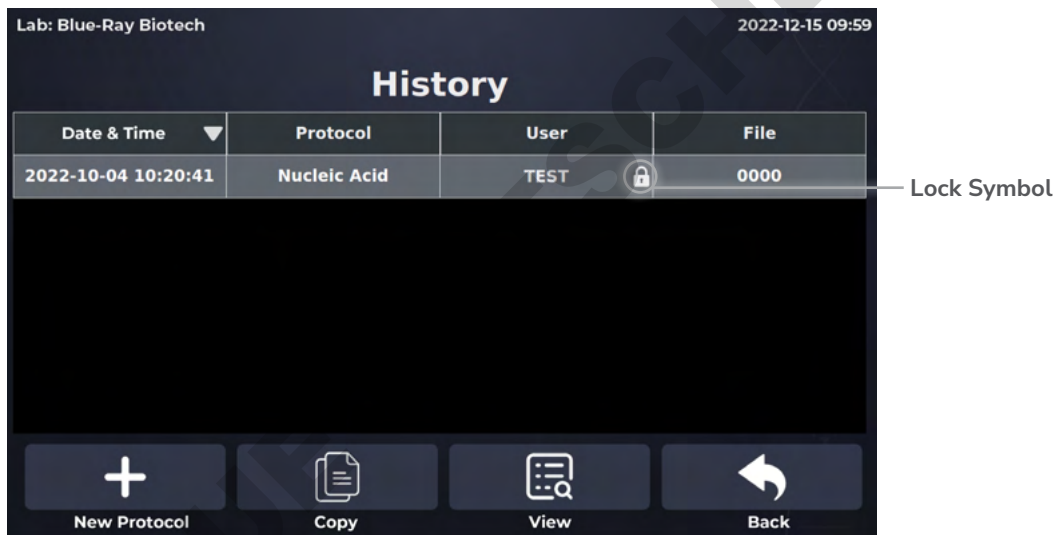 Lab: Blue-Ray Biotech 2022-12-15 09:59
History
Date & Time Protocol User File
2022-10-04 10:20:41 Nucleic Acid TEST 0000
Lock Symbol
New Protocol Copy View Back